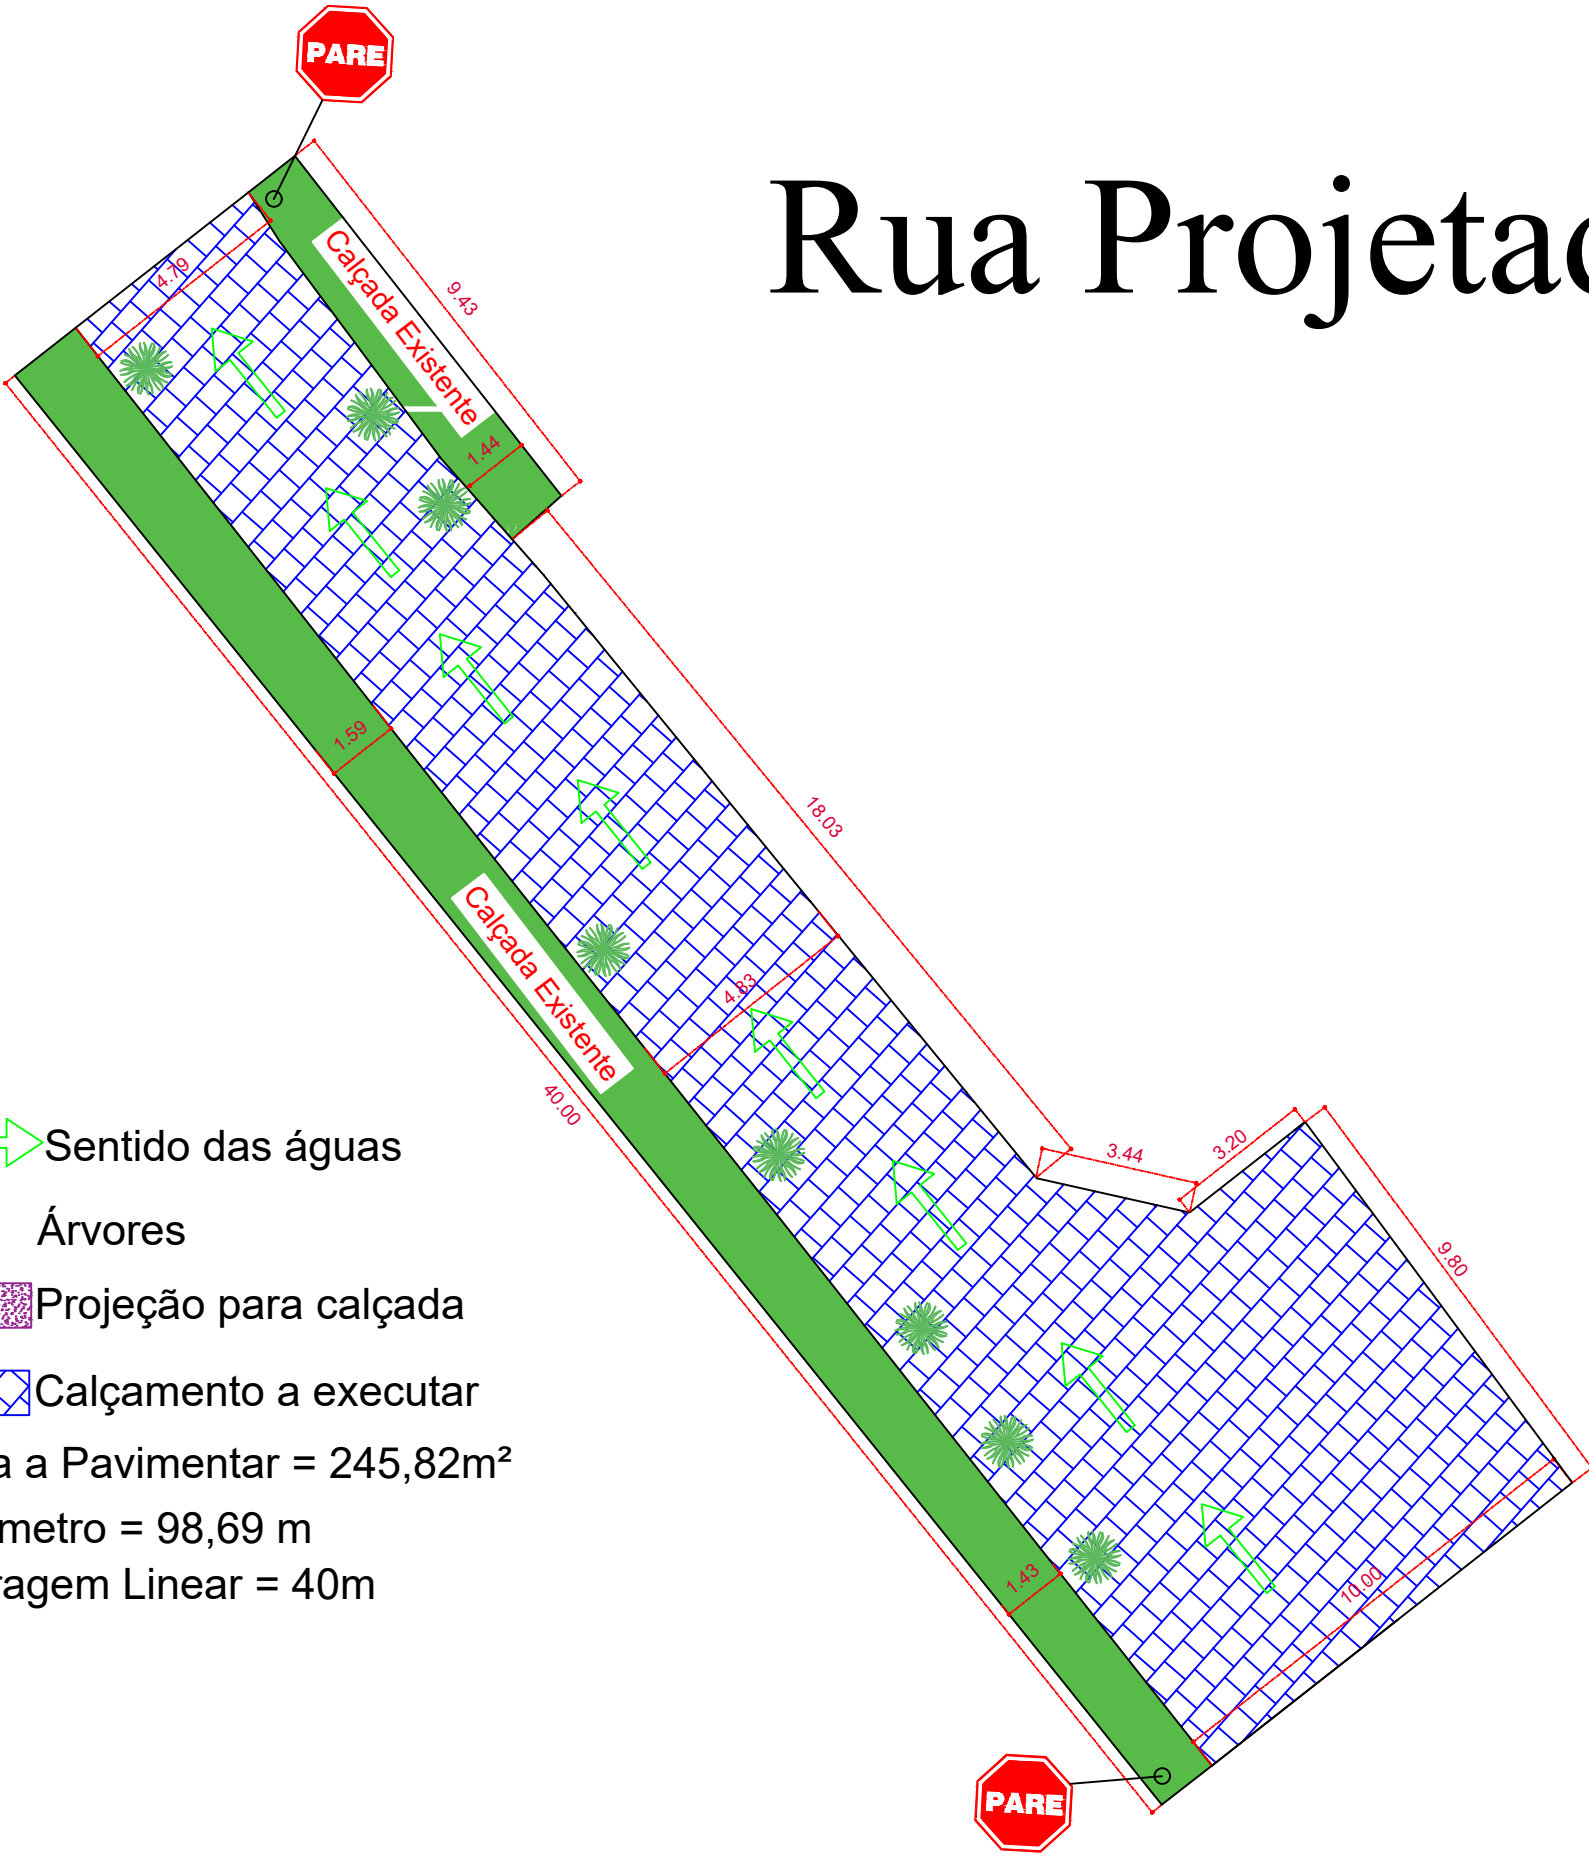 PARE
Rua Projetad
4.79
Calçada Existente
9.43
1.44
1.59
18.03
Calçada Existente
4.83
40.00
3.44
3.20
9.80
Sentido das águas
Árvores
Projeção para calçada
Calçamento a executar
a a Pavimentar = 245,82m²
metro = 98,69 m
ragem Linear = 40m
1.43
10.00
PARE